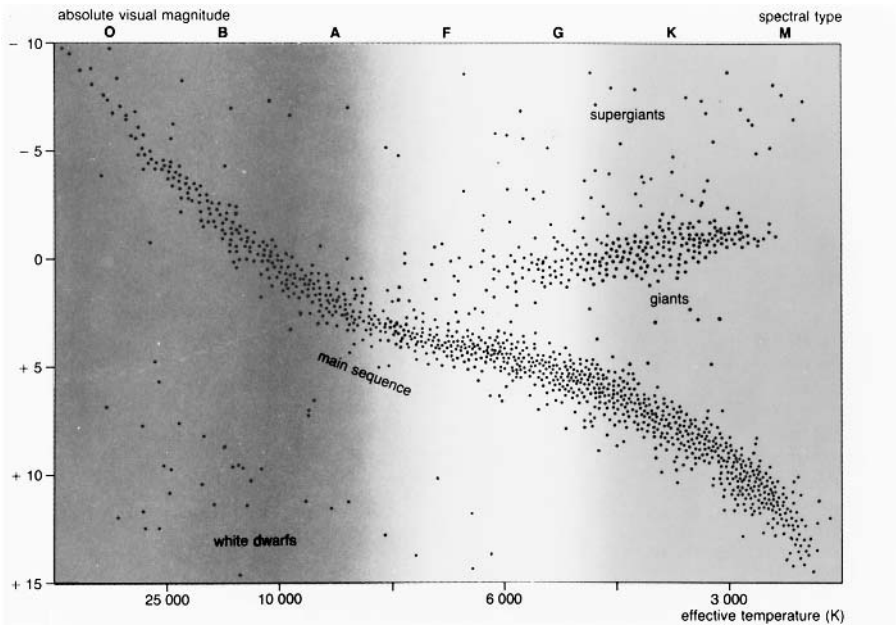 absolute visual magnitude spectral type
O B A F G K M
− 10
− 5
0
+ 5
+ 10
+ 15
supergiants
giants
main sequence
white dwarfs
25 000 10 000 6 000 3 000
effective temperature (K)